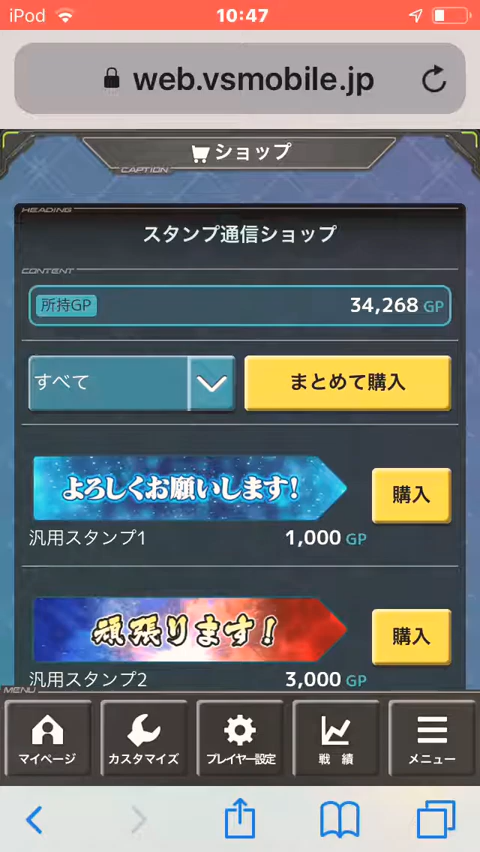 iPod 10:47
web.vsmobile.jp
ショップ
CAPTION
HEADING
スタンプ通信ショップ
CONTENT
所持GP 34,268 GP
すべて まとめて購入
よろしくお願いします! 購入
汎用スタンプ1 1,000 GP
頑張ります! 購入
汎用スタンプ2 3,000 GP
MENU
マイページ カスタマイズ プレイヤー設定 戦績 メニュー